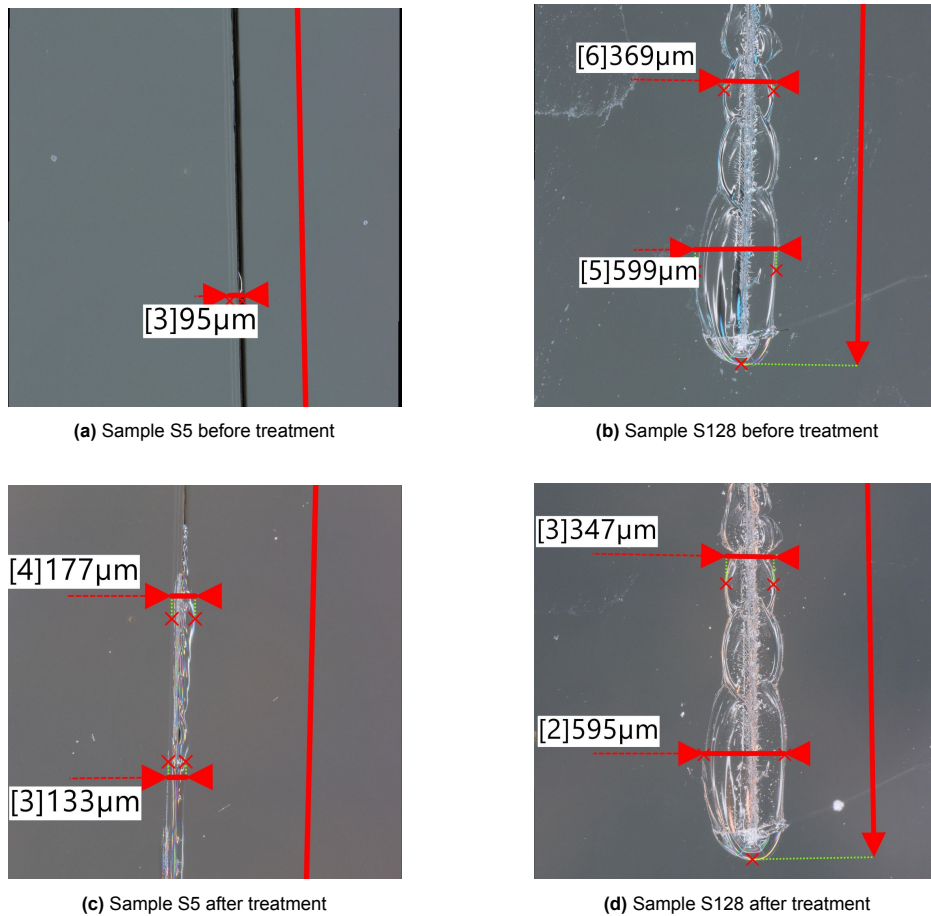 [3]95μm
(a) Sample S5 before treatment
[6]369μm
[5]599μm
(b) Sample S128 before treatment
[4]177μm
[3]133μm
(c) Sample S5 after treatment
[3]347μm
[2]595μm
(d) Sample S128 after treatment